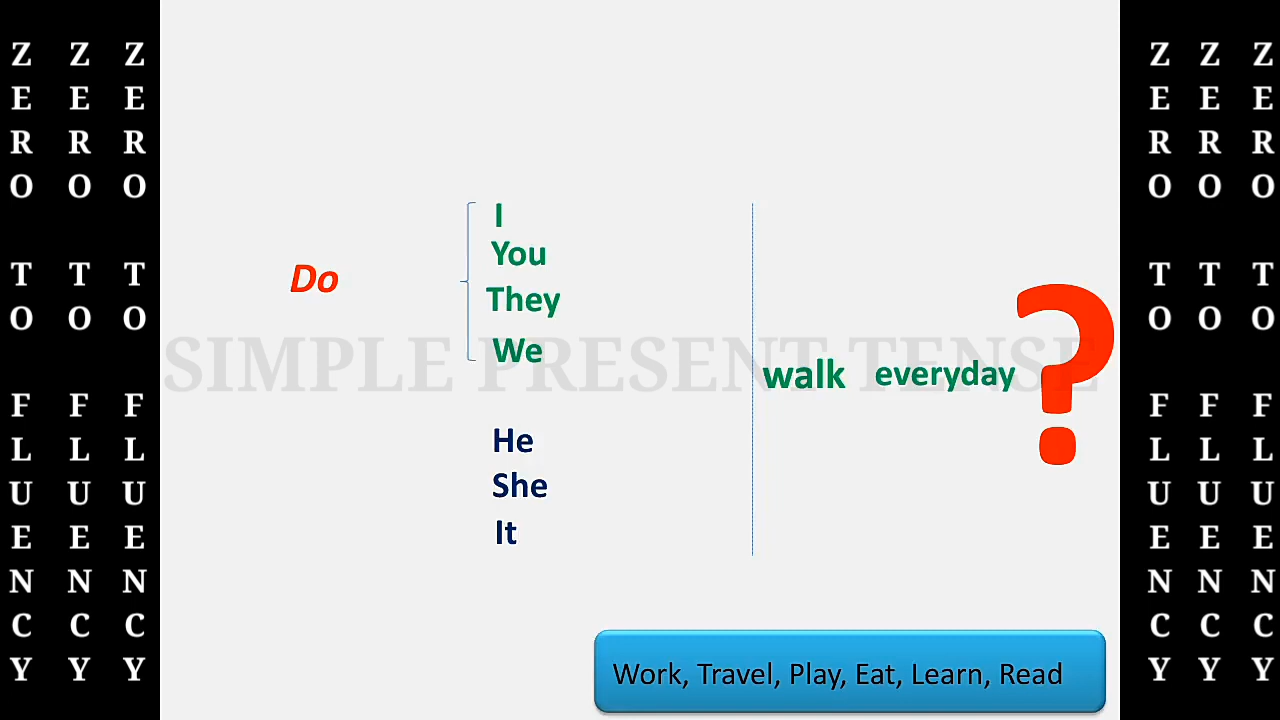 ZERO TO FLUENCY
ZERO TO FLUENCY
ZERO TO FLUENCY
I
You
Do
They
We
SIMPLE PRESENT TENSE
walk everyday ?
He
She
It
Work, Travel, Play, Eat, Learn, Read
ZERO TO FLUENCY
ZERO TO FLUENCY
ZERO TO FLUENCY